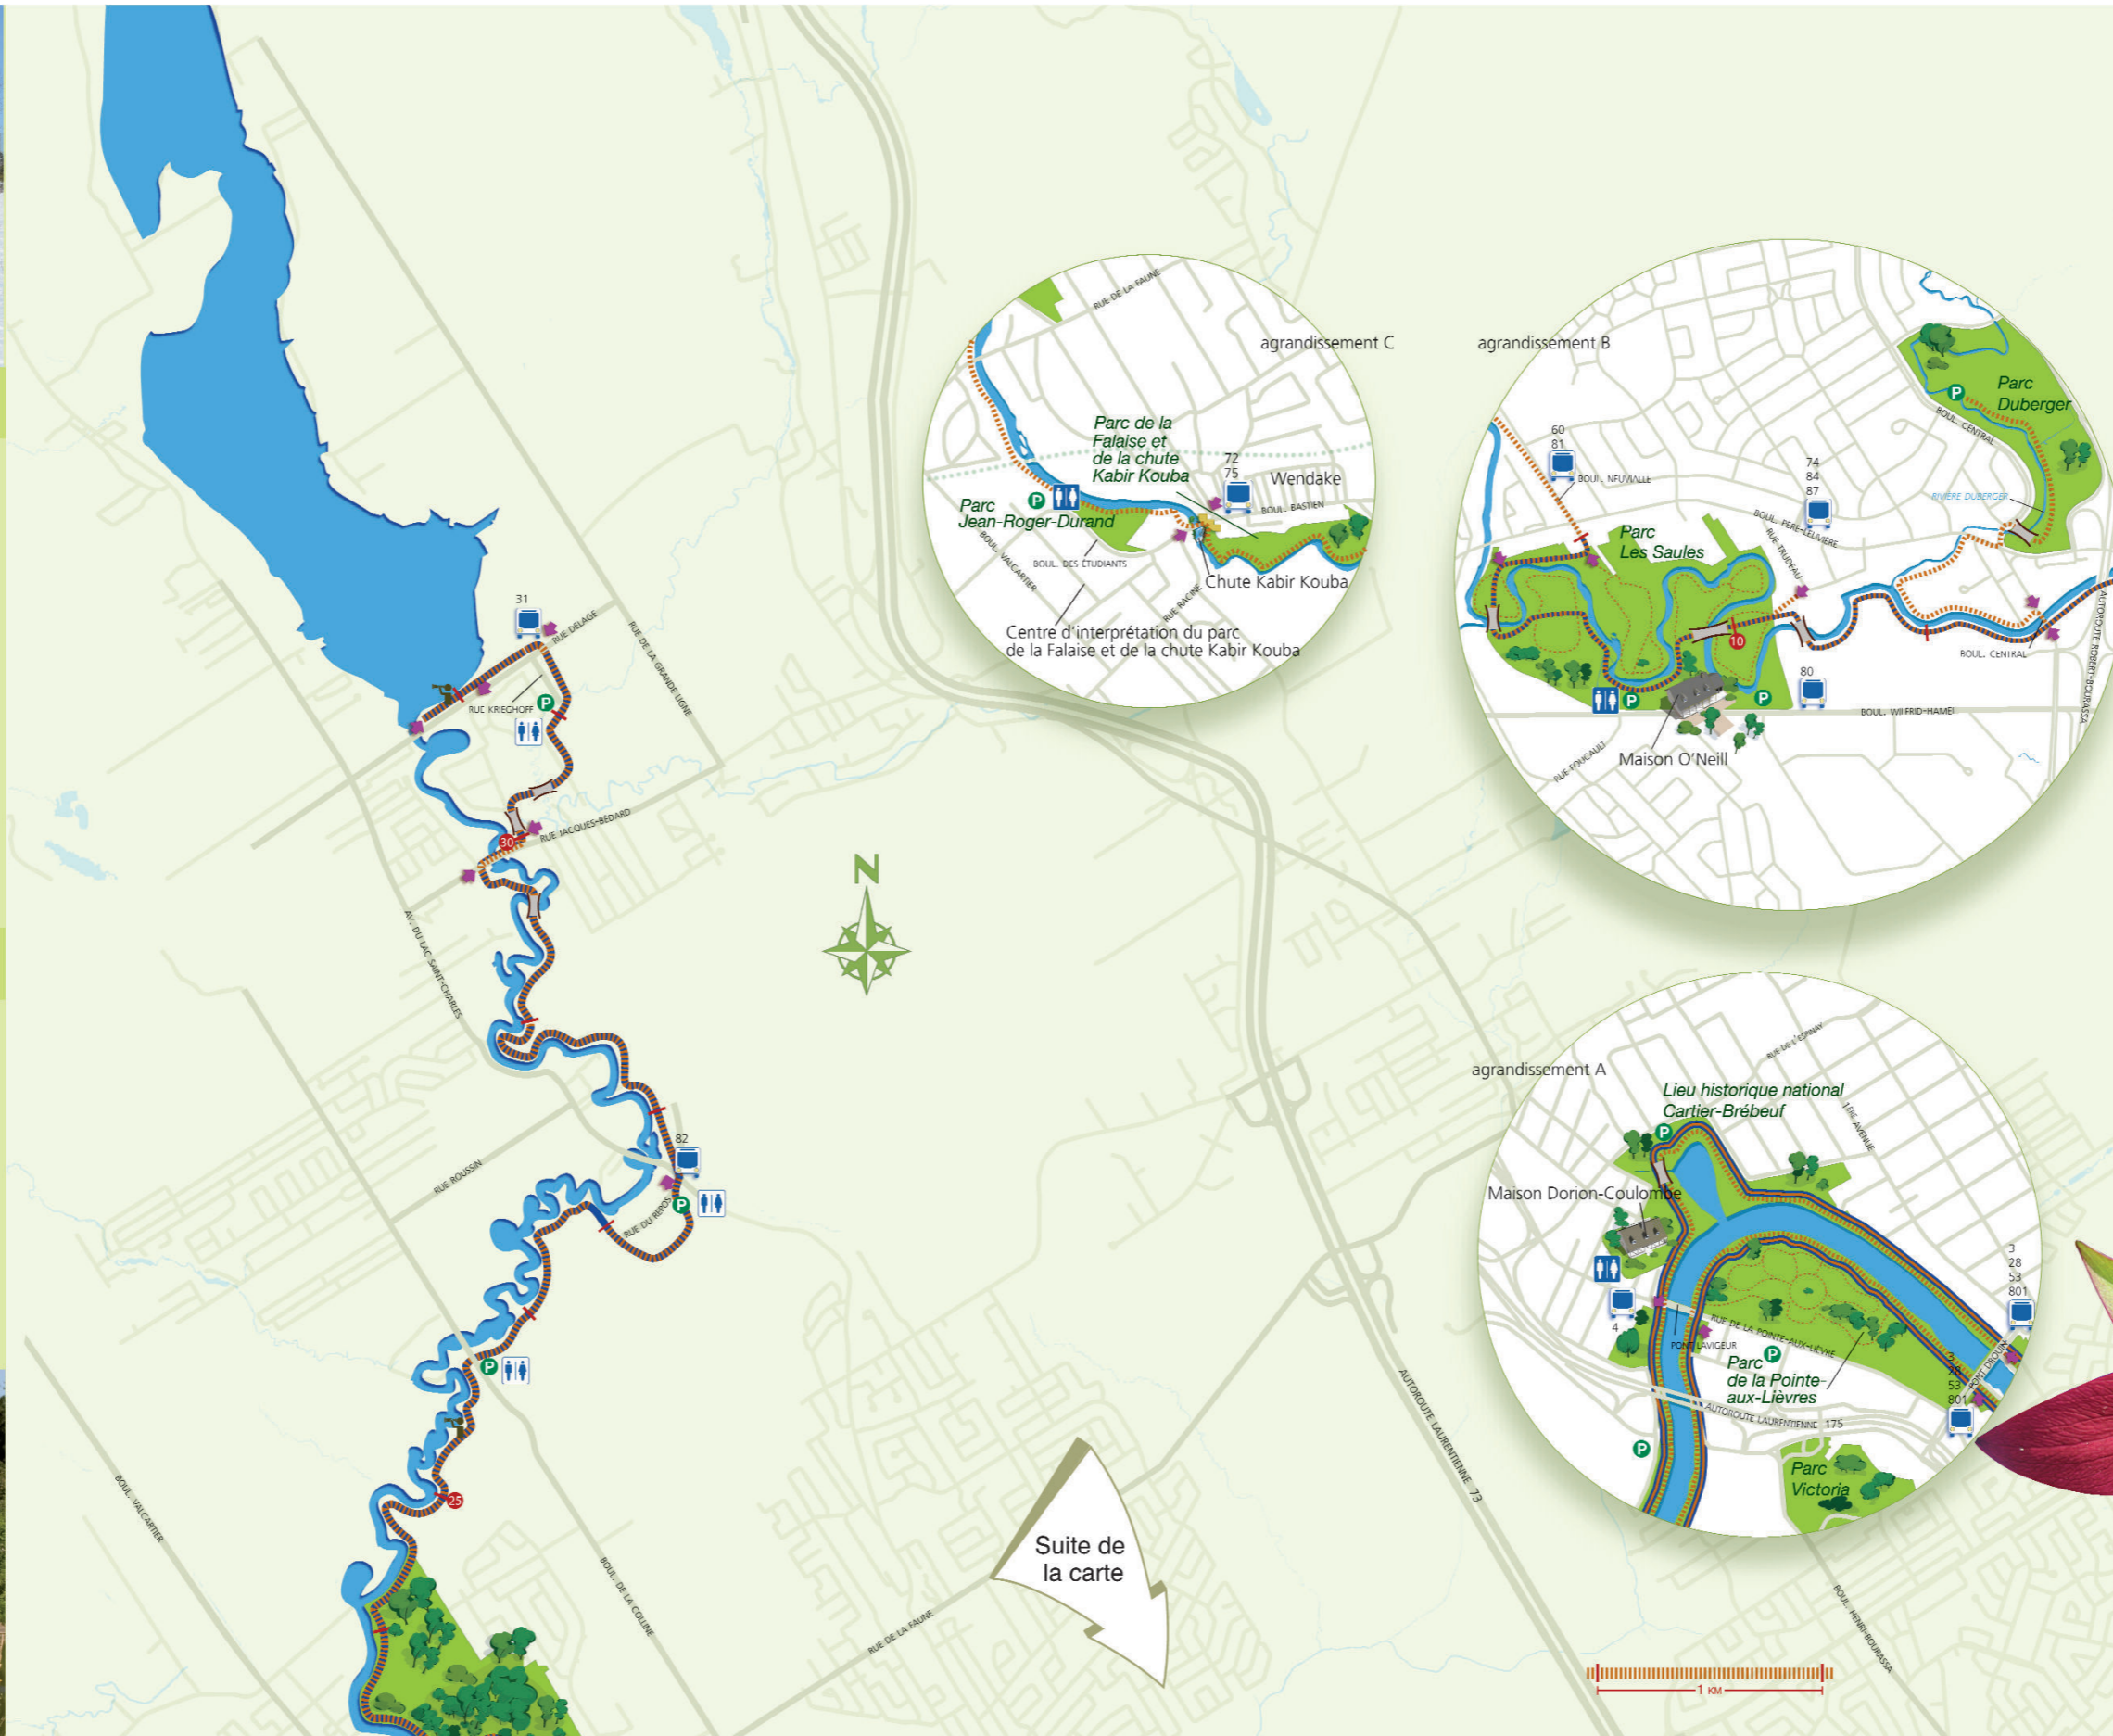 agrandissement C
RUE DE LA FAUNE
Parc de la
Falaise et
de la chute
Kabir Kouba
72
75
Wendake
BOUL. BASTIEN
P
Parc
Jean-Roger-Durand
BOUL. VALCARTIER
BOUL. DES ÉTUDIANTS
RUE RACINE
Chute Kabir Kouba
Centre d'interprétation du parc
de la Falaise et de la chute Kabir Kouba
agrandissement B
Parc
Duberger
P
BOUL. CENTRAL
60
81
BOUL. NEUVIALLE
74
84
87
RIVIÈRE DUBERGER
BOUL. PÈRE-LELIÈVRE
RUE TRUDEAU
Parc
Les Saules
10
BOUL. CENTRAL
AUTOROUTE ROBERT-BOURASSA
80
P
P
BOUL. WILFRID-HAMEL
RUE FOUCAULT
Maison O'Neill
31
RUE DELAGE
RUE DE LA GRANDE LIGNE
RUE KRIEGHOFF
P
30
RUE JACQUES-BÉDARD
N
AV. DU LAC SAINT-CHARLES
82
RUE ROUSSIN
RUE DU REPOS
P
P
25
BOUL. VALCARTIER
BOUL. DE LA COLLINE
RUE DE LA FAUNE
Suite de
la carte
AUTOROUTE LAURENTIENNE 73
agrandissement A
RUE DE L'ESPINAY
Lieu historique national
Cartier-Brébeuf
P
1ÈRE AVENUE
Maison Dorion-Coulombe
3
28
53
801
4
RUE DE LA POINTE-AUX-LIÈVRE
PONT LAVIGEUR
P
Parc
de la Pointe-
aux-Lièvres
PONT DROUIN
28
53
801
AUTOROUTE LAURENTIENNE 175
P
Parc
Victoria
BOUL. HENRI-BOURASSA
1 KM